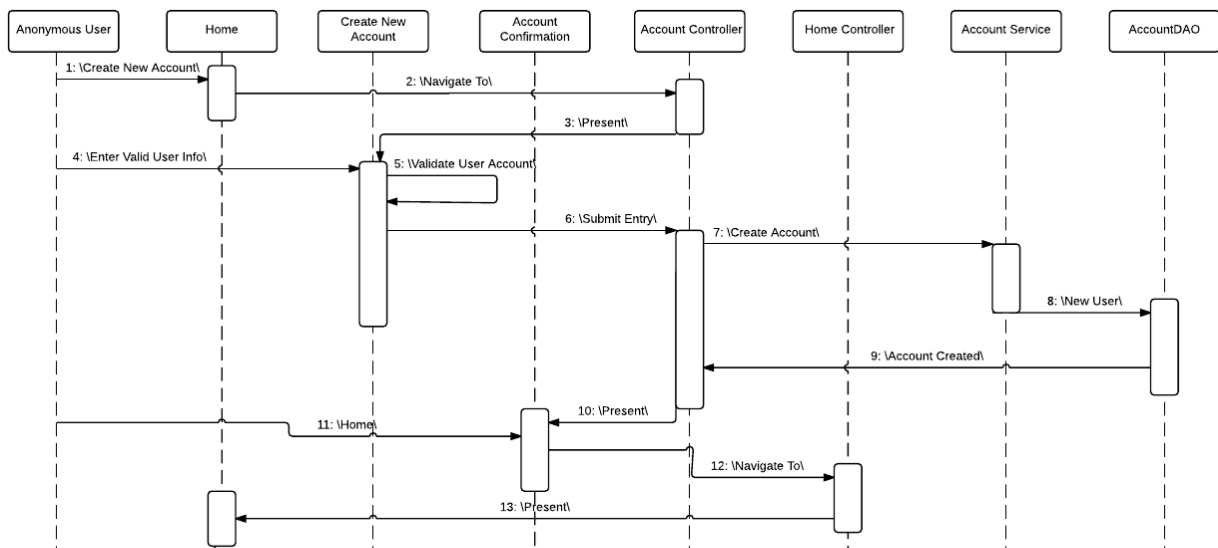 Anonymous User
Home
Create New
Account
Account
Confirmation
Account Controller
Home Controller
Account Service
AccountDAO
1: \Create New Account\
2: \Navigate To\
3: \Present\
4: \Enter Valid User Info\
5: \Validate User Account\
6: \Submit Entry\
7: \Create Account\
8: \New User\
9: \Account Created\
10: \Present\
11: \Home\
12: \Navigate To\
13: \Present\